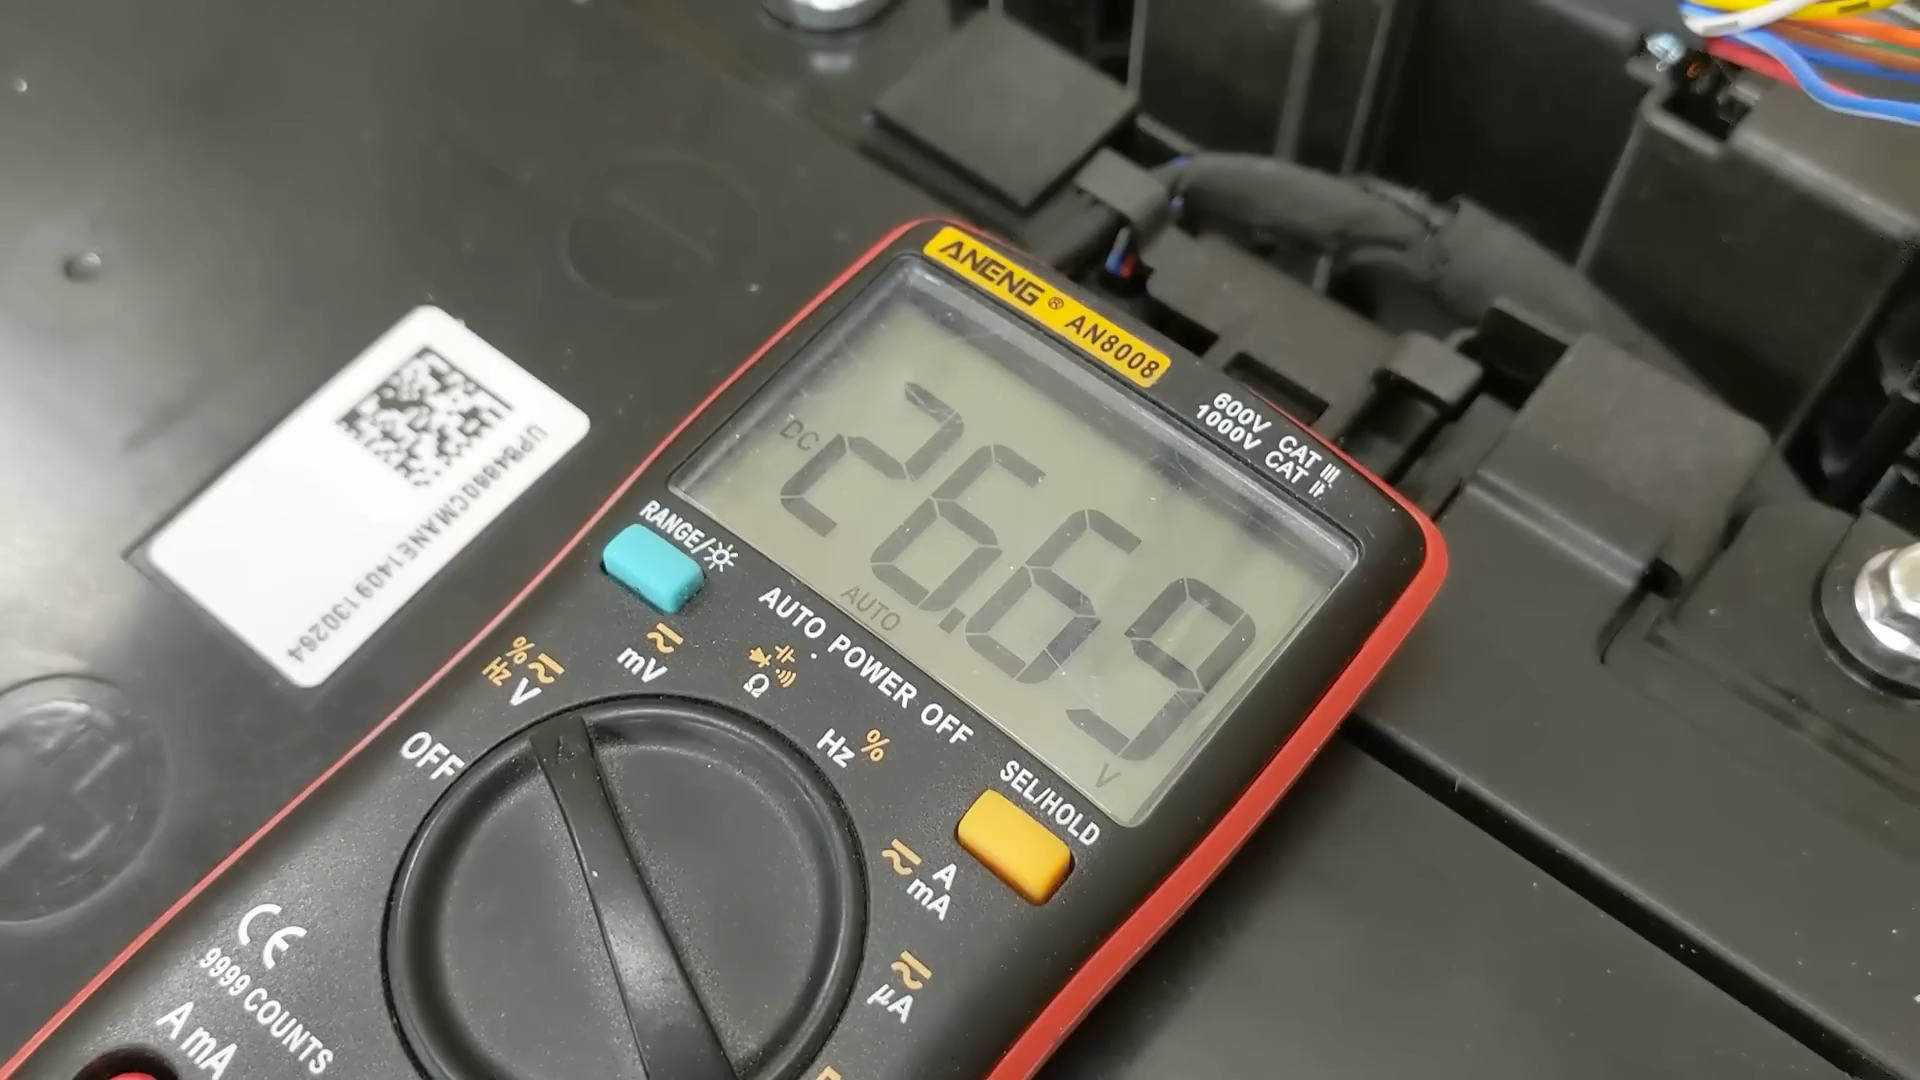 ANENG® AN8008
600V CAT III
1000V CAT II
DC
26.69
AUTO
V
RANGE/
AUTO POWER OFF
SEL/HOLD
% Hz V
mV
Ω
Hz %
OFF
A mA
μA
CE
9999 COUNTS
A mA